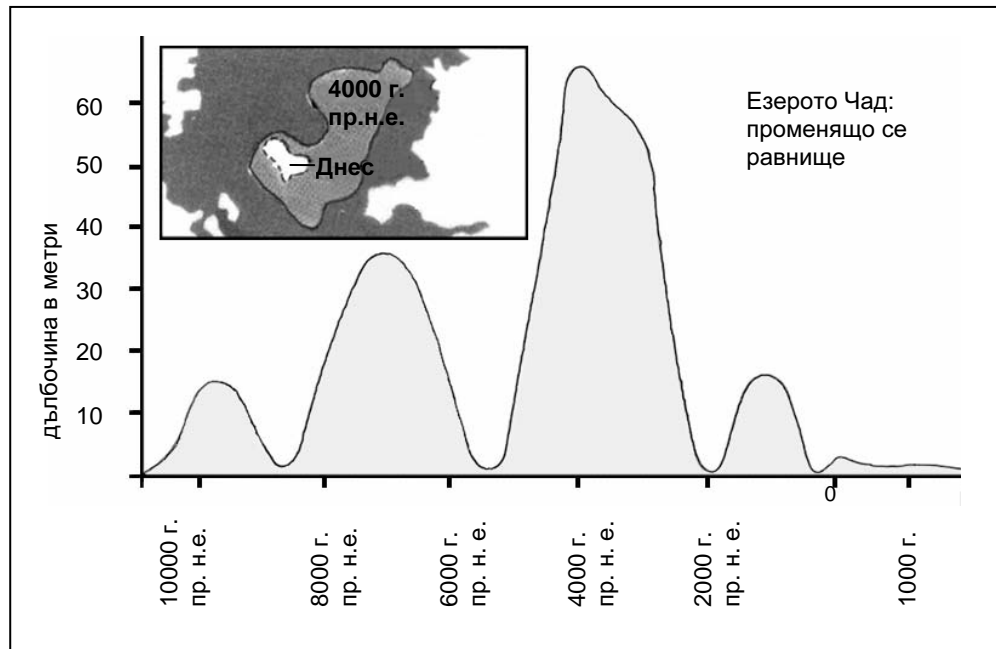 4000 г.
пр.н.е.
Днес
Езерото Чад:
променящо се
равнище
дълбочина в метри
60
50
40
30
20
10
0
10000 г.
пр. н.е.
8000 г.
пр. н.е.
6000 г.
пр. н. е.
4000 г.
пр. н. е.
2000 г.
пр. н. е.
1000 г.